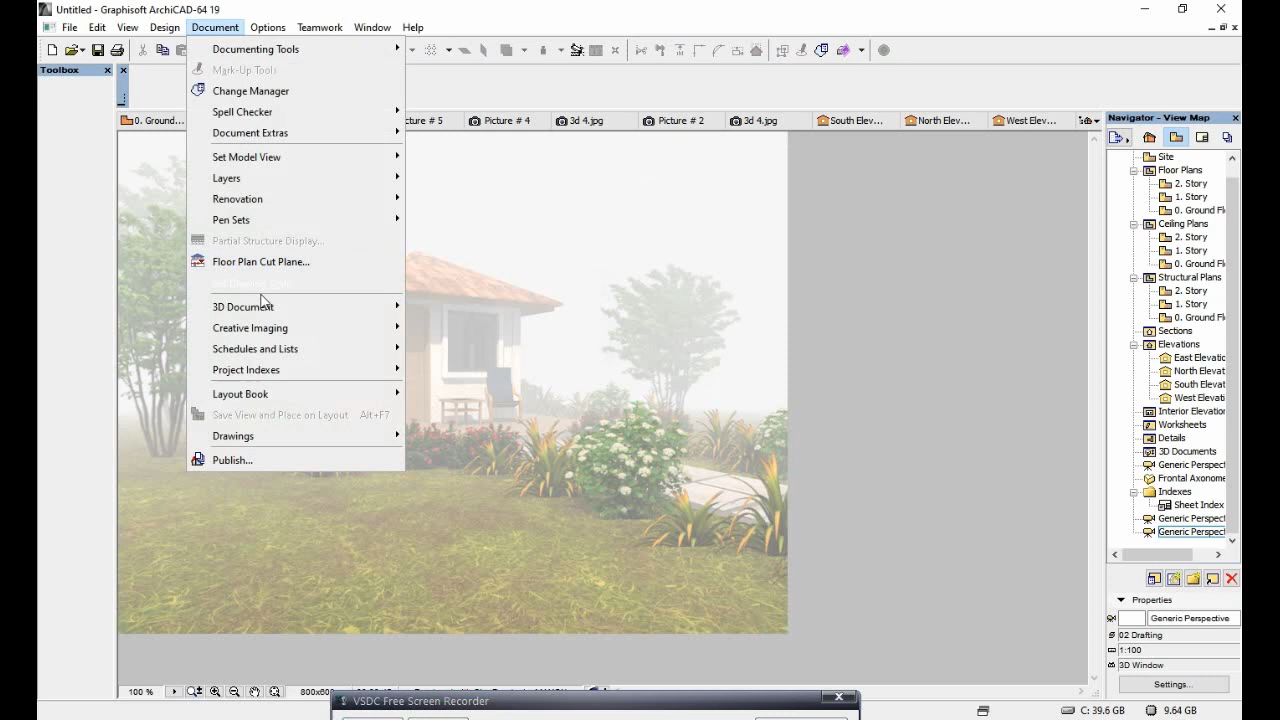 Untitled - Graphisoft ArchiCAD-64 19
File Edit View Design Document Options Teamwork Window Help
Toolbox
Documenting Tools
Mark-Up Tools
Change Manager
Spell Checker
Document Extras
Set Model View
Layers
Renovation
Pen Sets
Partial Structure Display...
Floor Plan Cut Plane...
3D Document
Creative Imaging
Schedules and Lists
Project Indexes
Layout Book
Save View and Place on Layout Alt+F7
Drawings
Publish...
0. Ground... cture # 5 Picture # 4 3d 4.jpg Picture # 2 3d 4.jpg South Elev... North Elev... West Elev...
Navigator - View Map
Site
Floor Plans
2. Story
1. Story
0. Ground Fl
Ceiling Plans
2. Story
1. Story
0. Ground Fl
Structural Plans
2. Story
1. Story
0. Ground Fl
Sections
Elevations
East Elevatio
North Elevat
South Elevat
West Elevat
Interior Elevation
Worksheets
Details
3D Documents
Generic Perspect
Frontal Axonome
Indexes
Sheet Index
Generic Perspect
Generic Perspect
Properties
Generic Perspective
02 Drafting
1:100
3D Window
Settings...
100 %
800x600
VSDC Free Screen Recorder
C: 39.6 GB 9.64 GB